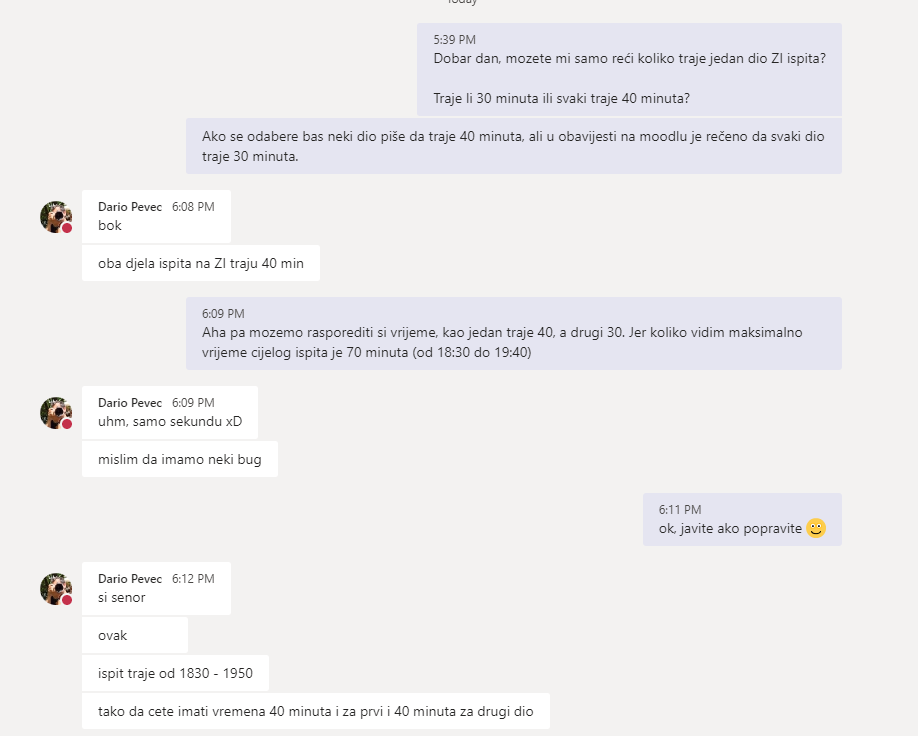 Today
5:39 PM
Dobar dan, mozete mi samo reći koliko traje jedan dio ZI ispita?
Traje li 30 minuta ili svaki traje 40 minuta?
Ako se odabere bas neki dio piše da traje 40 minuta, ali u obavijesti na moodlu je rečeno da svaki dio
traje 30 minuta.
Dario Pevec 6:08 PM
bok
oba djela ispita na ZI traju 40 min
6:09 PM
Aha pa mozemo rasporediti si vrijeme, kao jedan traje 40, a drugi 30. Jer koliko vidim maksimalno
vrijeme cijelog ispita je 70 minuta (od 18:30 do 19:40)
Dario Pevec 6:09 PM
uhm, samo sekundu xD
mislim da imamo neki bug
6:11 PM
ok, javite ako popravite
Dario Pevec 6:12 PM
si senor
ovak
ispit traje od 1830 - 1950
tako da cete imati vremena 40 minuta i za prvi i 40 minuta za drugi dio